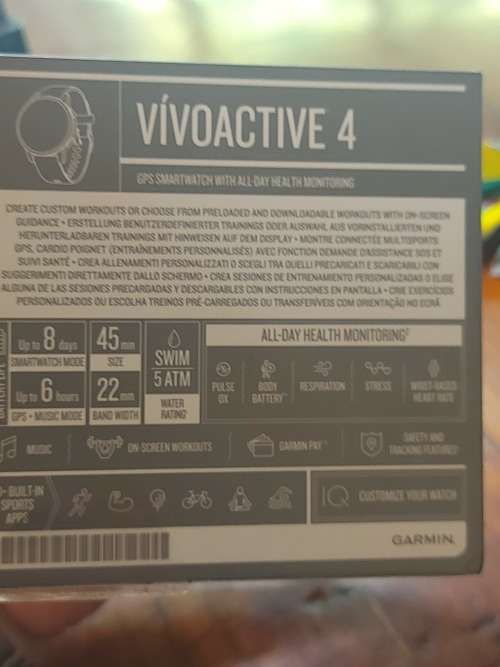 VÍVOACTIVE 4
GPS SMARTWATCH WITH ALL-DAY HEALTH MONITORING
CREATE CUSTOM WORKOUTS OR CHOOSE FROM PRELOADED AND DOWNLOADABLE WORKOUTS WITH ON-SCREEN
GUIDANCE • ERSTELLUNG BENUTZERDEFINIERTER TRAININGS ODER AUSWAHL AUS VORINSTALLIERTEN UND
HERUNTERLADBAREN TRAININGS MIT HINWEISEN AUF DEM DISPLAY • MONTRE CONNECTÉE MULTISPORTS
GPS, CARDIO POIGNET (ENTRAÎNEMENTS PERSONNALISÉS) AVEC FONCTION DEMANDE D'ASSISTANCE SOS ET
SUIVI SANTÉ • CREA ALLENAMENTI PERSONALIZZATI O SCEGLI TRA QUELLI PRECARICATI E SCARICABILI CON
SUGGERIMENTI DIRETTAMENTE DALLO SCHERMO • CREA SESIONES DE ENTRENAMIENTO PERSONALIZADAS O ELIGE
ALGUNA DE LAS SESIONES PRECARGADAS Y DESCARGABLES CON INSTRUCCIONES EN PANTALLA • CRIE EXERCÍCIOS
PERSONALIZADOS OU ESCOLHA TREINOS PRÉ-CARREGADOS OU TRANSFERÍVEIS COM ORIENTAÇÃO NO ECRÃ
BATTERY LIFE
Up to 8 days
SMARTWATCH MODE
Up to 6 hours
GPS + MUSIC MODE
45 mm
SIZE
22 mm
BAND WIDTH
SWIM
5 ATM
WATER
RATING
ALL-DAY HEALTH MONITORING
PULSE
OX
BODY
BATTERY™
RESPIRATION
STRESS
WRIST-BASED
HEART RATE
MUSIC
ON-SCREEN WORKOUTS
GARMIN PAY™
SAFETY AND
TRACKING FEATURES
BUILT-IN
SPORTS
APPS
IQ
CUSTOMIZE YOUR WATCH
GARMIN